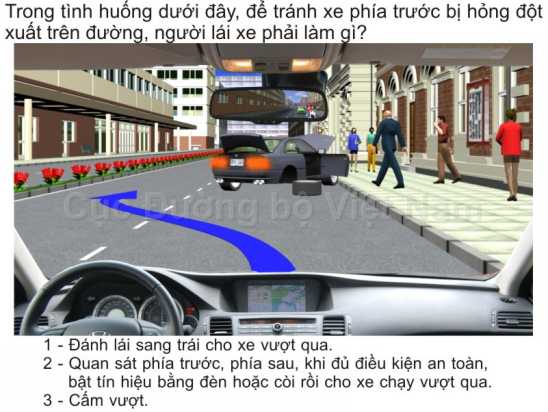 Trong tình huống dưới đây, để tránh xe phía trước bị hỏng đột
xuất trên đường, người lái xe phải làm gì?
Cục Đường bộ Việt Nam
1 - Đánh lái sang trái cho xe vượt qua.
2 - Quan sát phía trước, phía sau, khi đủ điều kiện an toàn,
bật tín hiệu bằng đèn hoặc còi rồi cho xe chạy vượt qua.
3 - Cấm vượt.